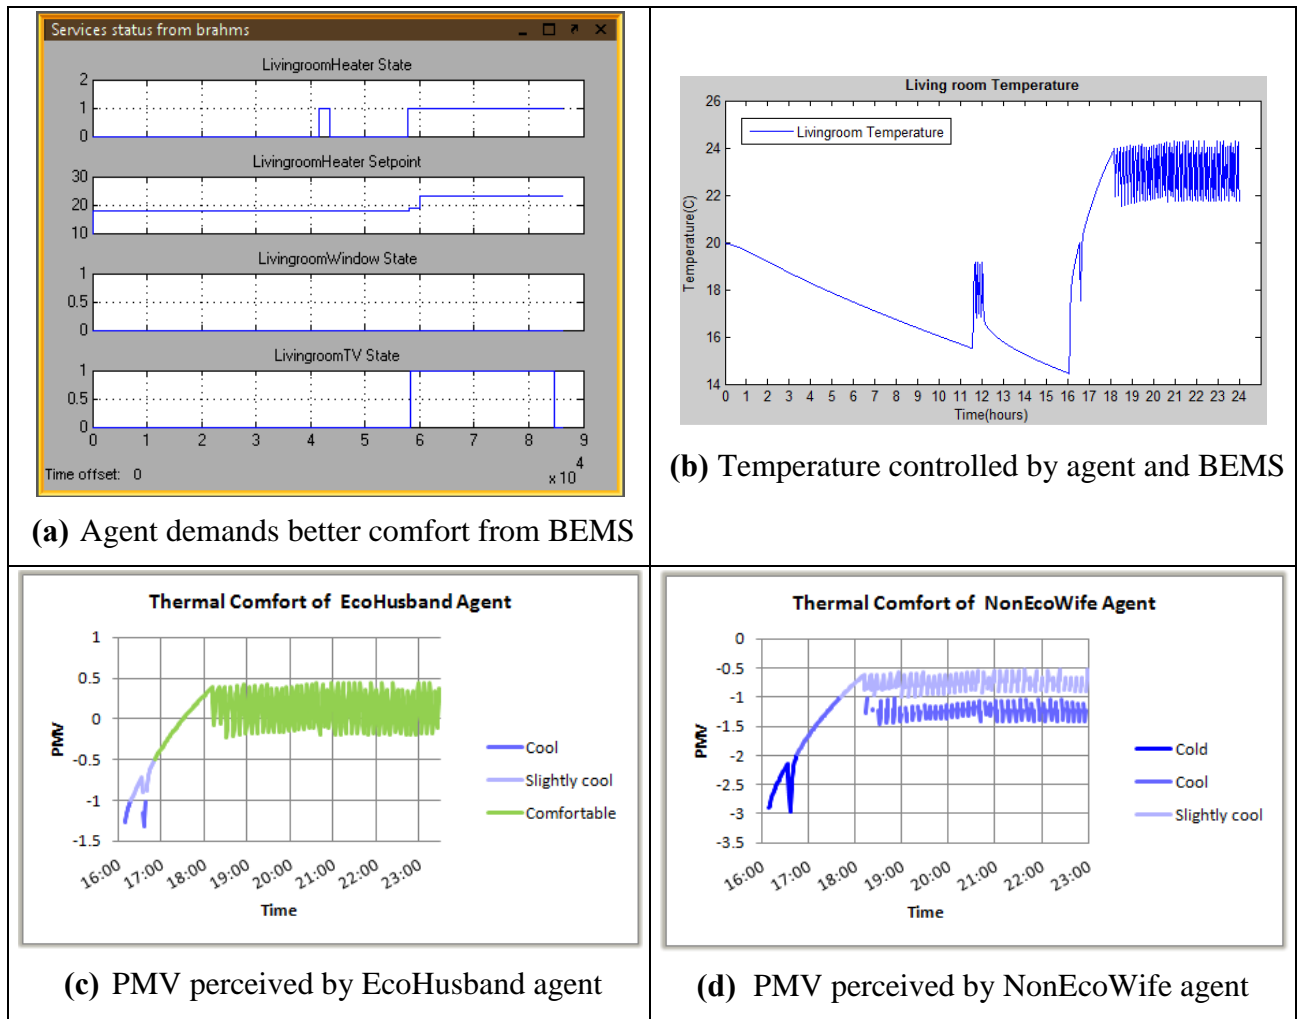 Services status from brahms
LivingroomHeater State
2
1
0
LivingroomHeater Setpoint
30
20
10
LivingroomWindow State
1
0.5
0
LivingroomTV State
1
0.5
0
0 1 2 3 4 5 6 7 8 9
Time offset: 0
x 10^4
(a) Agent demands better comfort from BEMS
Living room Temperature
Livingroom Temperature
Temperature(C)
26
24
22
20
18
16
14
0 1 2 3 4 5 6 7 8 9 10 11 12 13 14 15 16 17 18 19 20 21 22 23 24
Time(hours)
(b) Temperature controlled by agent and BEMS
Thermal Comfort of EcoHusband Agent
PMV
1
0.5
0
-0.5
-1
-1.5
16:00 17:00 18:00 19:00 20:00 21:00 22:00 23:00
Time
Cool
Slightly cool
Comfortable
(c) PMV perceived by EcoHusband agent
Thermal Comfort of NonEcoWife Agent
PMV
0
-0.5
-1
-1.5
-2
-2.5
-3
-3.5
16:00 17:00 18:00 19:00 20:00 21:00 22:00 23:00
Time
Cold
Cool
Slightly cool
(d) PMV perceived by NonEcoWife agent